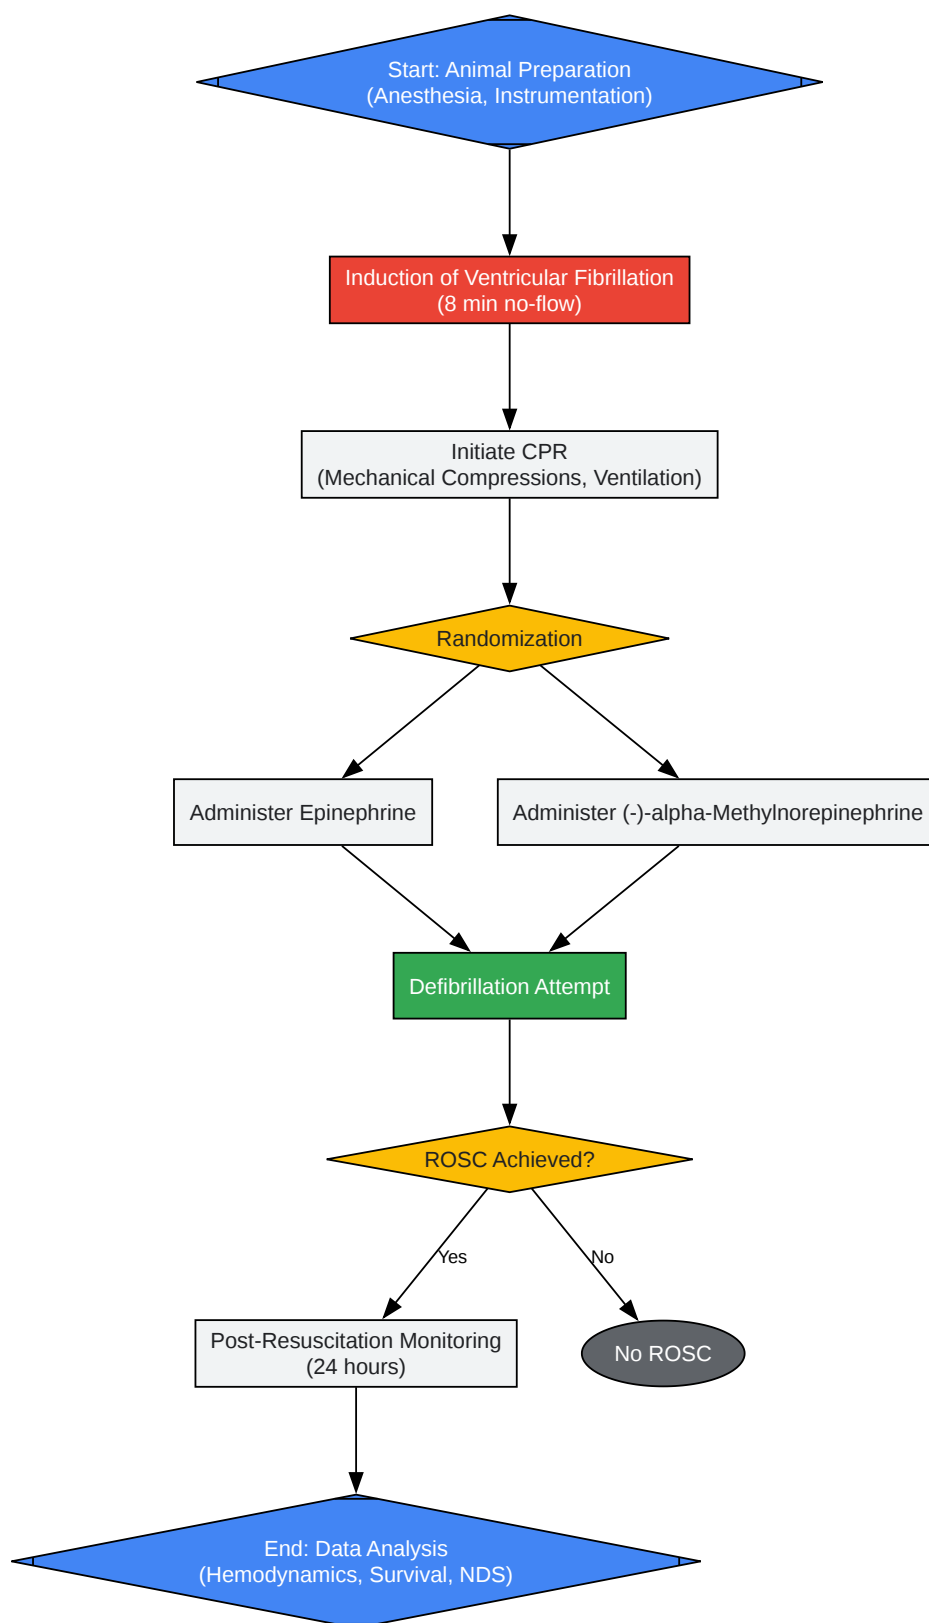 Start: Animal Preparation
(Anesthesia, Instrumentation)
Induction of Ventricular Fibrillation
(8 min no-flow)
Initiate CPR
(Mechanical Compressions, Ventilation)
Randomization
Administer Epinephrine
Administer (-)-alpha-Methylnorepinephrine
Defibrillation Attempt
ROSC Achieved?
Yes
No
Post-Resuscitation Monitoring
(24 hours)
No ROSC
End: Data Analysis
(Hemodynamics, Survival, NDS)